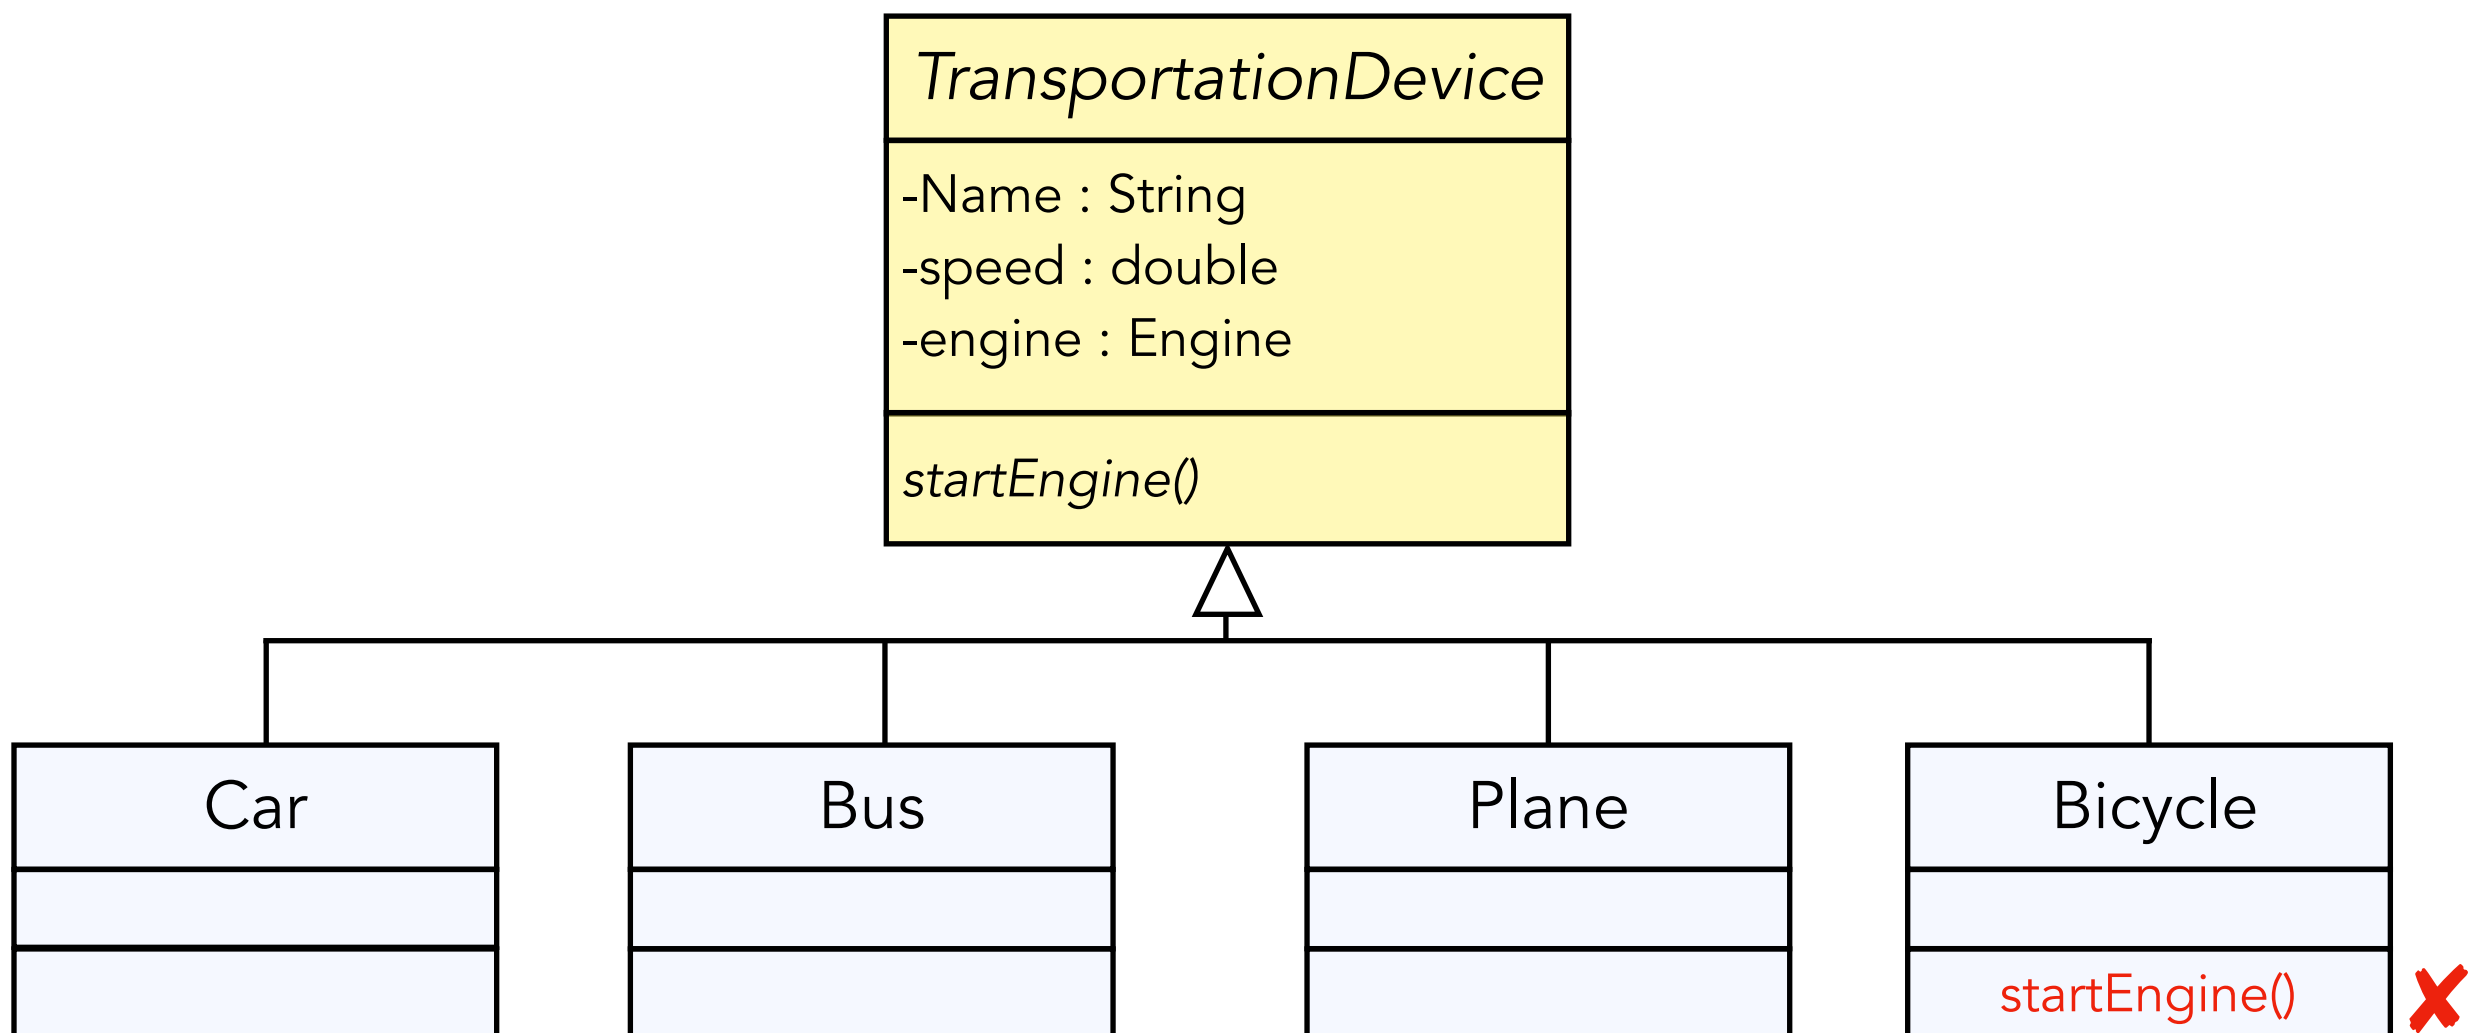 TransportationDevice
-Name : String
-speed : double
-engine : Engine
startEngine()
Car
Bus
Plane
Bicycle
startEngine()